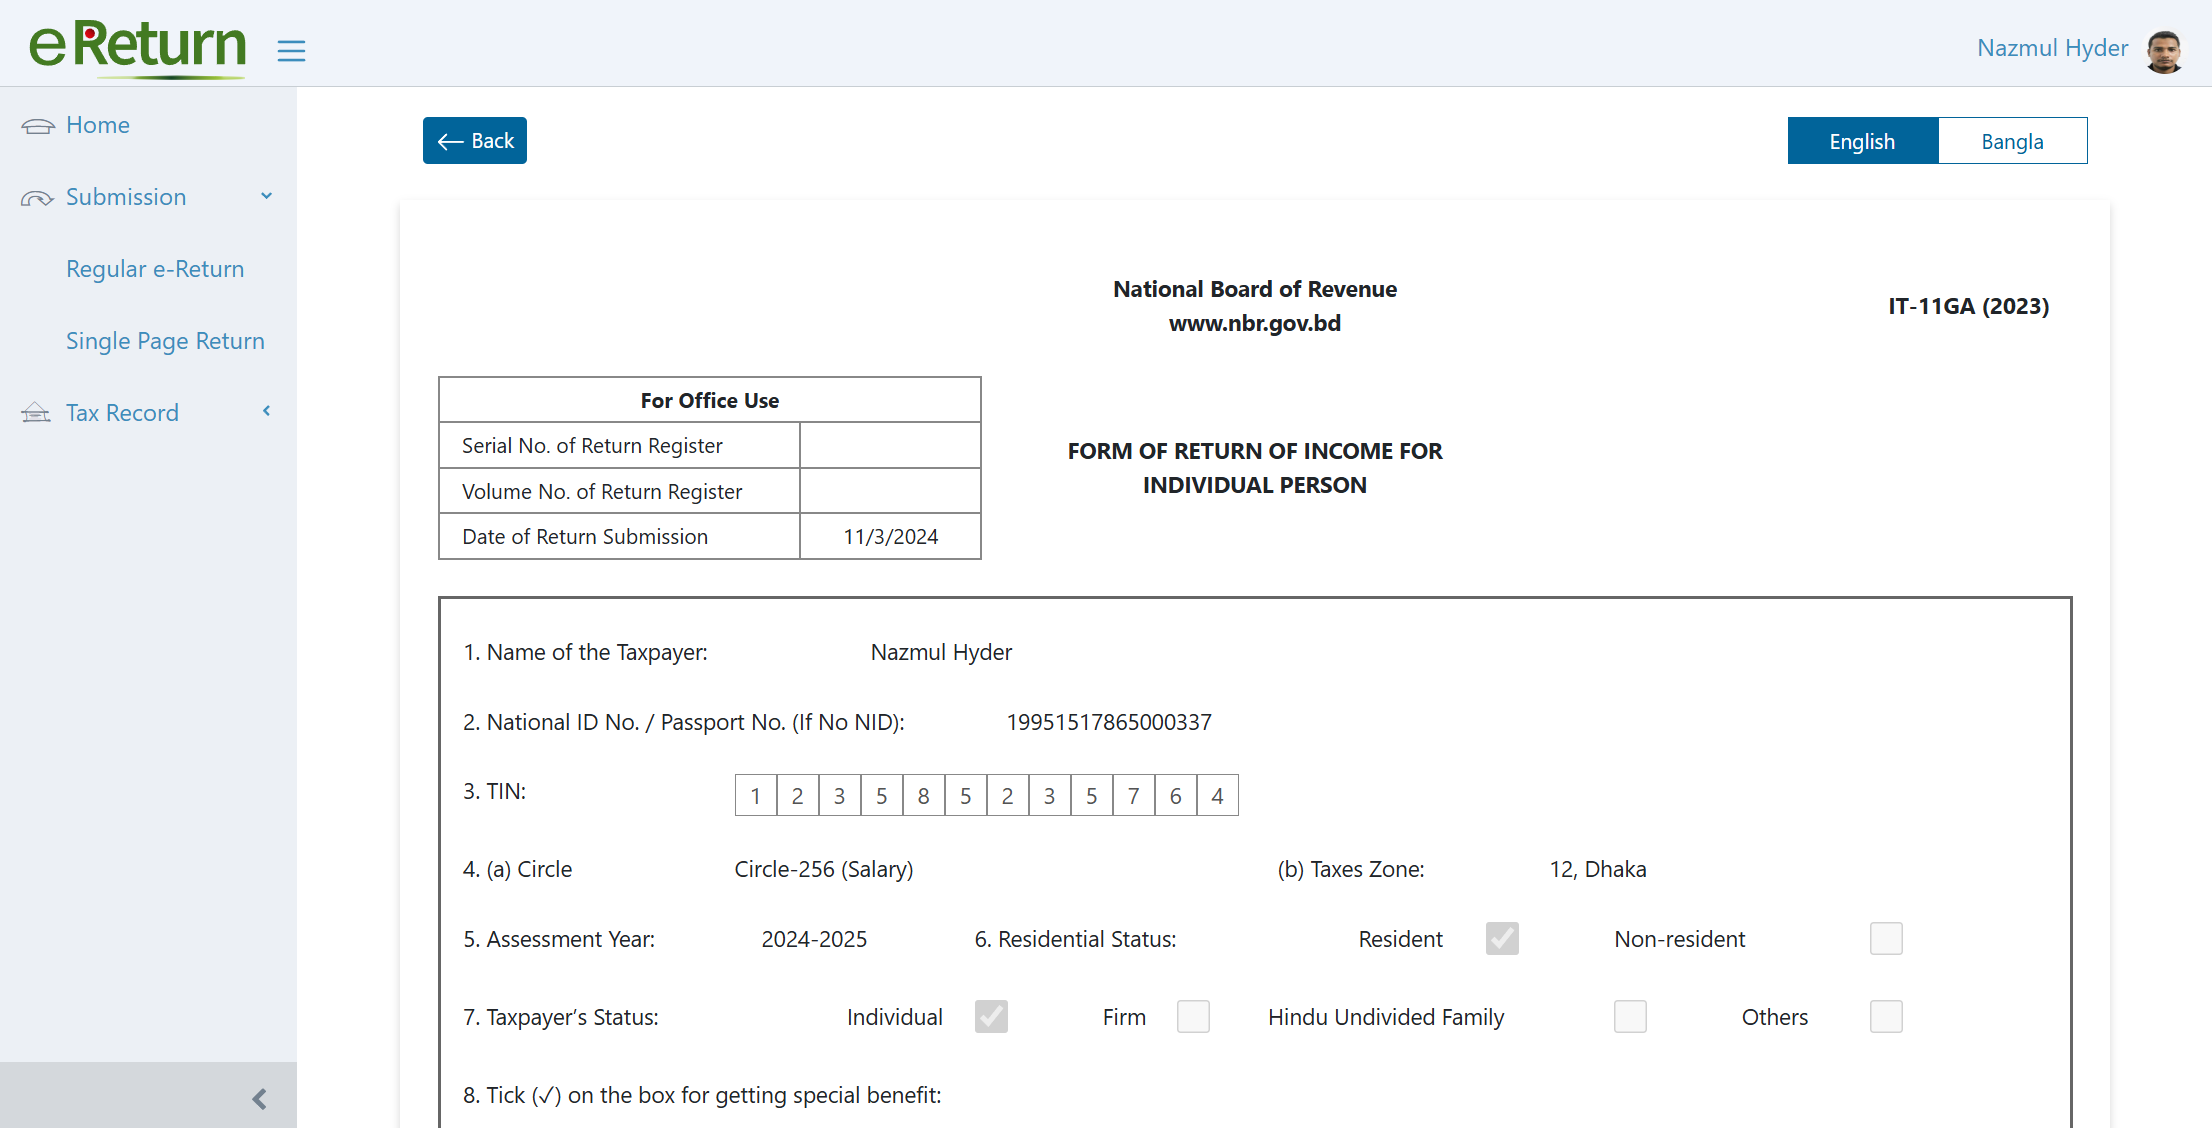 eReturn
Nazmul Hyder
Home
Submission
Regular e-Return
Single Page Return
Tax Record
Back
English
Bangla
National Board of Revenue
www.nbr.gov.bd
IT-11GA (2023)
For Office Use
Serial No. of Return Register
Volume No. of Return Register
Date of Return Submission 11/3/2024
FORM OF RETURN OF INCOME FOR
INDIVIDUAL PERSON
1. Name of the Taxpayer: Nazmul Hyder
2. National ID No. / Passport No. (If No NID): 19951517865000337
3. TIN: 1 2 3 5 8 5 2 3 5 7 6 4
4. (a) Circle Circle-256 (Salary) (b) Taxes Zone: 12, Dhaka
5. Assessment Year: 2024-2025 6. Residential Status: Resident Non-resident
7. Taxpayer’s Status: Individual Firm Hindu Undivided Family Others
8. Tick (✓) on the box for getting special benefit: